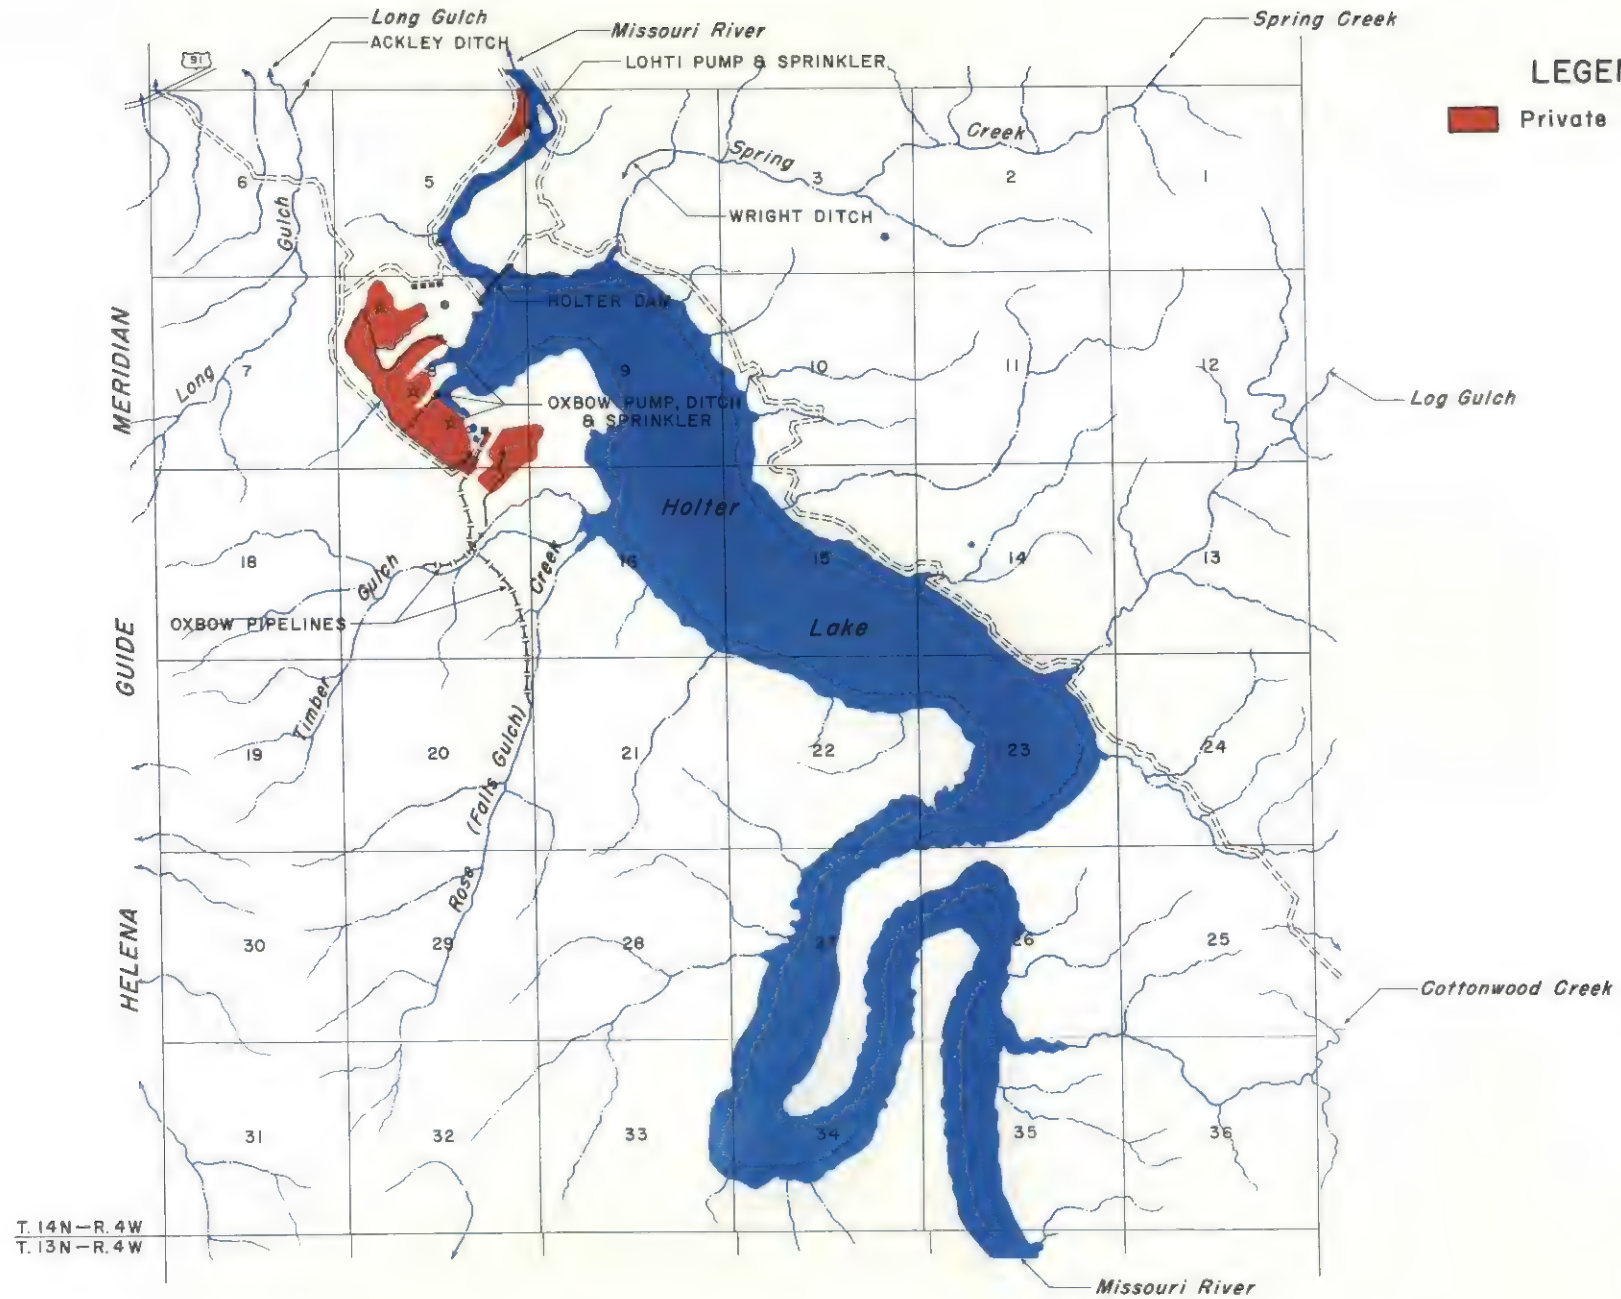 Long Gulch
ACKLEY DITCH
Missouri River
LOHTI PUMP & SPRINKLER
Spring Creek
91
LEGEN
Private
Creek
Spring
6
5
3
2
1
Gulch
WRIGHT DITCH
HOLTER DAM
MERIDIAN
Long
7
8
9
10
11
12
OXBOW PUMP, DITCH
& SPRINKLER
Log Gulch
Holter
18
Gulch
Creek
16
15
14
13
OXBOW PIPELINES
Lake
GUIDE
Timber
19
20
(Falls Gulch)
21
22
23
24
Rose
HELENA
30
29
28
27
26
25
Cottonwood Creek
31
32
33
34
35
36
T. 14N-R. 4W
T. 13N-R. 4W
Missouri River